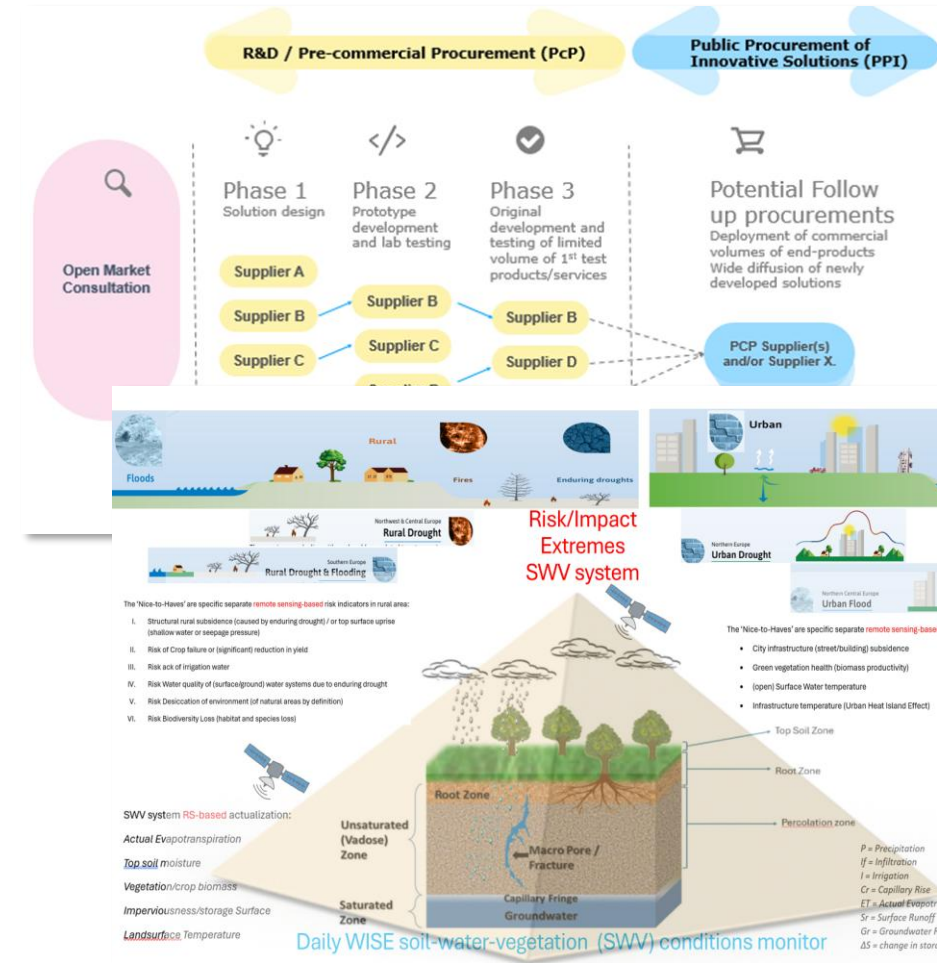 R&D / Pre-commercial Procurement (PcP)
Public Procurement of
Innovative Solutions (PPI)
Open Market
Consultation
Phase 1
Solution design
Supplier A
Supplier B
Supplier C
Phase 2
Prototype
development
and lab testing
Supplier B
Supplier C
Phase 3
Original
development and
testing of limited
volume of 1st test
products/services
Supplier B
Supplier D
Potential Follow
up procurements
Deployment of commercial
volumes of end-products
Wide diffusion of newly
developed solutions
PCP Supplier(s)
and/or Supplier X.
Floods
Rural
Fires
Enduring droughts
Urban
Northwest & Central Europe
Rural Drought
Southern Europe
Rural Drought & Flooding
Risk/Impact
Extremes
SWV system
Northern Europe
Urban Drought
Northern Central Europe
Urban Flood
The 'Nice-to-Haves' are specific separate remote sensing-based risk indicators in rural area:
I. Structural rural subsidence (caused by enduring drought) / or top surface uprise
(shallow water or seepage pressure)
II. Risk of Crop failure or (significant) reduction in yield
III. Risk ack of irrigation water
IV. Risk Water quality of (surface/ground) water systems due to enduring drought
V. Risk Desiccation of environment (of natural areas by definition)
VI. Risk Biodiversity Loss (habitat and species loss)
The 'Nice-to-Haves' are specific separate remote sensing-base
• City infrastructure (street/building) subsidence
• Green vegetation health (biomass productivity)
• (open) Surface Water temperature
• Infrastructure temperature (Urban Heat Island Effect)
SWV system RS-based actualization:
Actual Evapotranspiration
Top soil moisture
Vegetation/crop biomass
Imperviousness/storage Surface
Landsurface Temperature
Root Zone
Unsaturated
(Vadose)
Zone
Macro Pore /
Fracture
Capillary Fringe
Saturated
Zone
Groundwater
Top Soil Zone
Root Zone
Percolation zone
P = Precipitation
If = Infiltration
I = Irrigation
Cr = Capillary Rise
ET = Actual Evapotr
Sr = Surface Runoff
Gr = Groundwater
ΔS = change in stor
Daily WISE soil-water-vegetation (SWV) conditions monitor